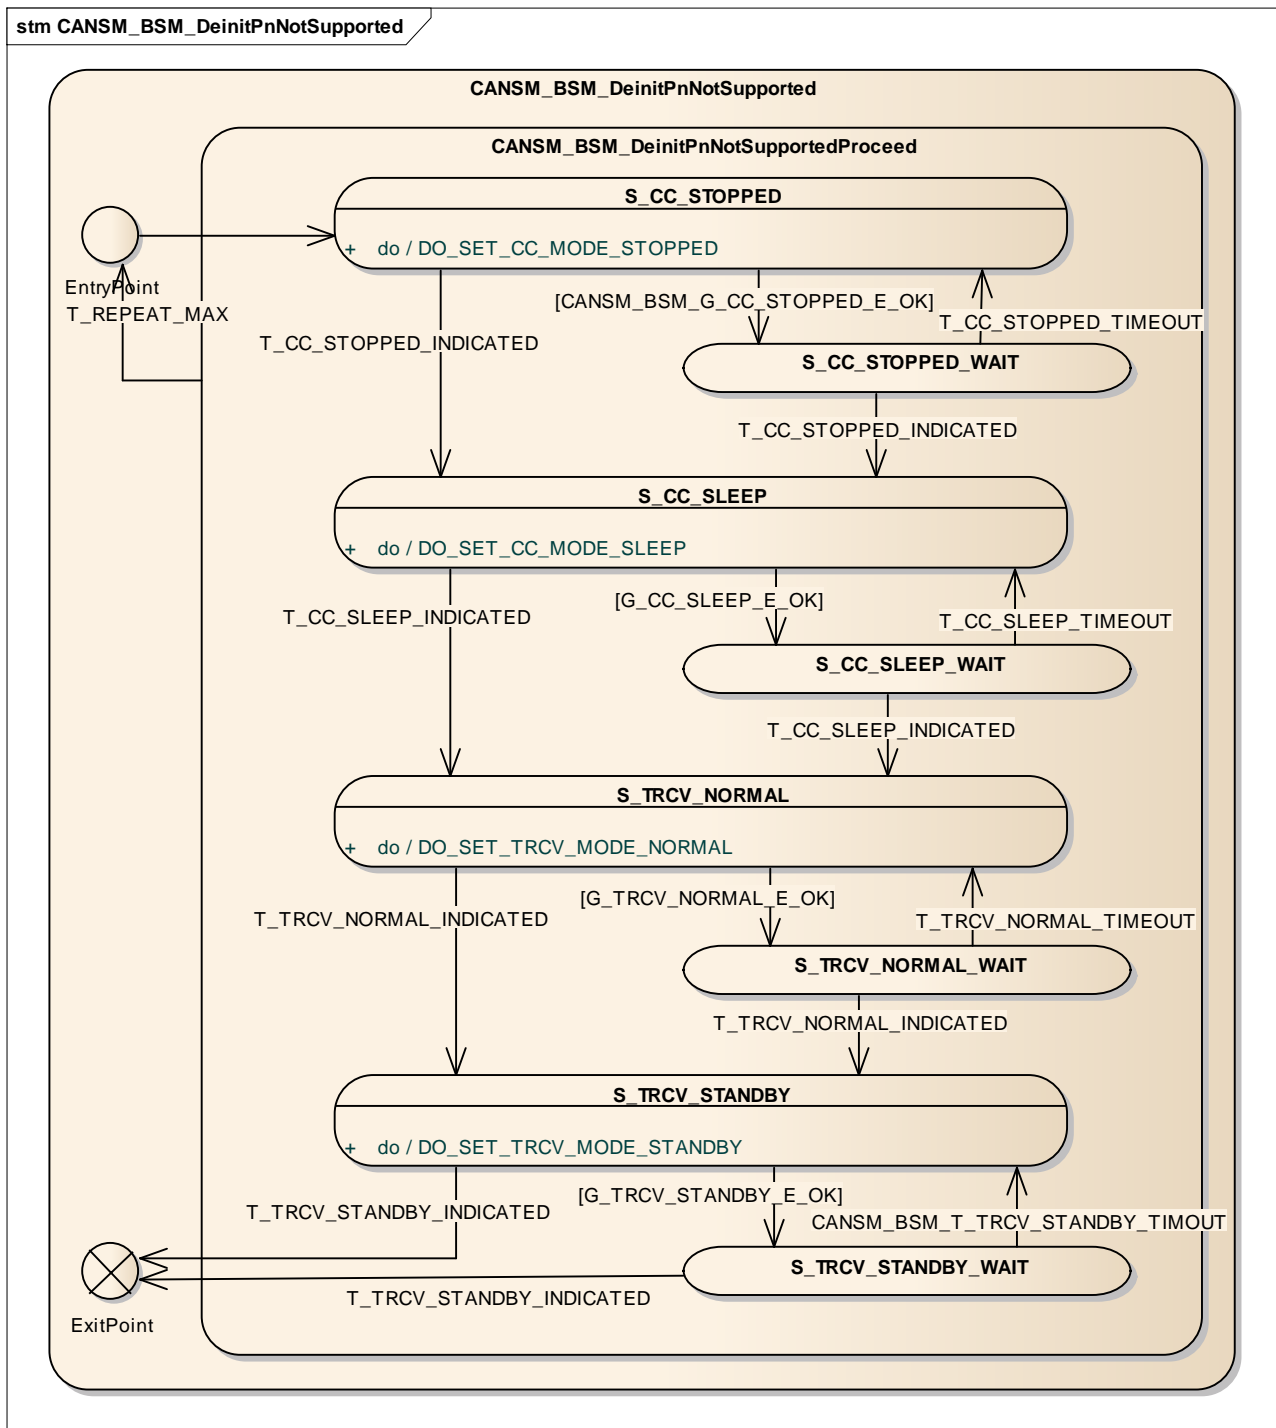 stm CANSM_BSM_DeinitPnNotSupported
CANSM_BSM_DeinitPnNotSupported
CANSM_BSM_DeinitPnNotSupportedProceed
S_CC_STOPPED
+ do / DO_SET_CC_MODE_STOPPED
EntryPoint
T_REPEAT_MAX
[CANSM_BSM_G_CC_STOPPED_E_OK]
T_CC_STOPPED_TIMEOUT
T_CC_STOPPED_INDICATED
S_CC_STOPPED_WAIT
T_CC_STOPPED_INDICATED
S_CC_SLEEP
+ do / DO_SET_CC_MODE_SLEEP
[G_CC_SLEEP_E_OK]
T_CC_SLEEP_INDICATED
T_CC_SLEEP_TIMEOUT
S_CC_SLEEP_WAIT
T_CC_SLEEP_INDICATED
S_TRCV_NORMAL
+ do / DO_SET_TRCV_MODE_NORMAL
[G_TRCV_NORMAL_E_OK]
T_TRCV_NORMAL_INDICATED
T_TRCV_NORMAL_TIMEOUT
S_TRCV_NORMAL_WAIT
T_TRCV_NORMAL_INDICATED
S_TRCV_STANDBY
+ do / DO_SET_TRCV_MODE_STANDBY
[G_TRCV_STANDBY_E_OK]
T_TRCV_STANDBY_INDICATED
CANSM_BSM_T_TRCV_STANDBY_TIMOUT
S_TRCV_STANDBY_WAIT
T_TRCV_STANDBY_INDICATED
ExitPoint